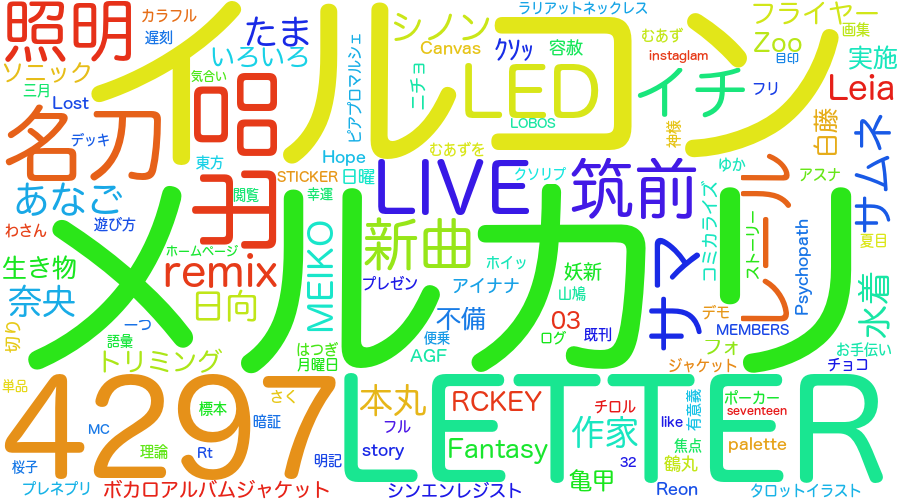 照明
カラフル
遅刻
たま
いろいろ
ソニック
三月
Lost
気合い
イルコン
シノン
Canvas
ニチョ
ピアプロマルシェ
ラリアットネックレス
クソッ
容赦
LED
LOBOS
むあず
instaglam
イチ
神様
フライヤー
画集
Zoo
目印
フリ
実施
Leia
白藤
サムネ
名刀
デッキ
東方
STICKER
閲覧
幸運
Hope
日曜
むあずを
LIVE
クソリプ
筑前
ゆか
アスナ
あなご
わさん
遊び方
ホームページ
メルカリ
新曲
MEIKO
remix
生き物
奈央
日向
プレゼン
アイナナ
ホイッ
妖新
山鳩
コミカライズ
ストーリー
レール
Psychopath
夏目
水着
サマ
不備
便乗
AGF
03
ログ
既刊
デモ
MEMBERS
お手伝い
フォ
ジャケット
チョコ
切り
一つ
語彙
トリミング
はつぎ
月曜日
単品
4297
さく
標本
暗証
本丸
RCKEY
チロル
作家
like
有意義
ポーカー
seventeen
LETTER
MC
理論
Rt
フル
story
明記
Fantasy
32
焦点
鶴丸
palette
亀甲
Reon
桜子
プレネプリ
ボカロアルバムジャケット
シンエンレジスト
タロットイラスト